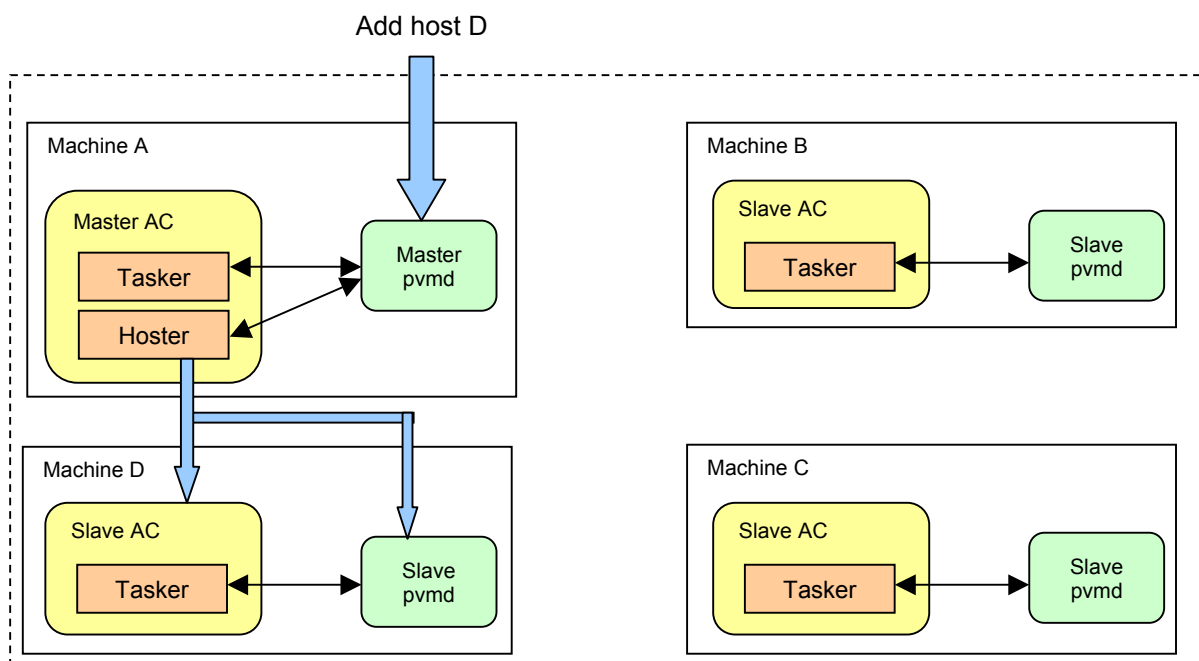 Add host D
Machine A
Master AC
Tasker
Hoster
Master
pvmd
Machine B
Slave AC
Tasker
Slave
pvmd
Machine D
Slave AC
Tasker
Slave
pvmd
Machine C
Slave AC
Tasker
Slave
pvmd